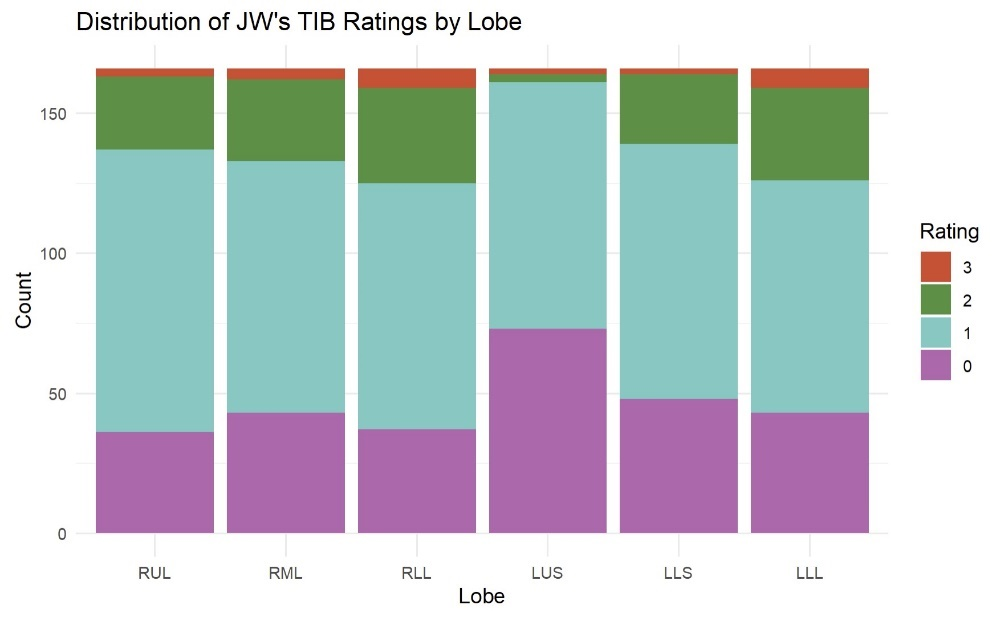 Distribution of JW's TIB Ratings by Lobe
150
100
50
0
Count
RUL RML RLL LUS LLS LLL
Lobe
Rating
3
2
1
0